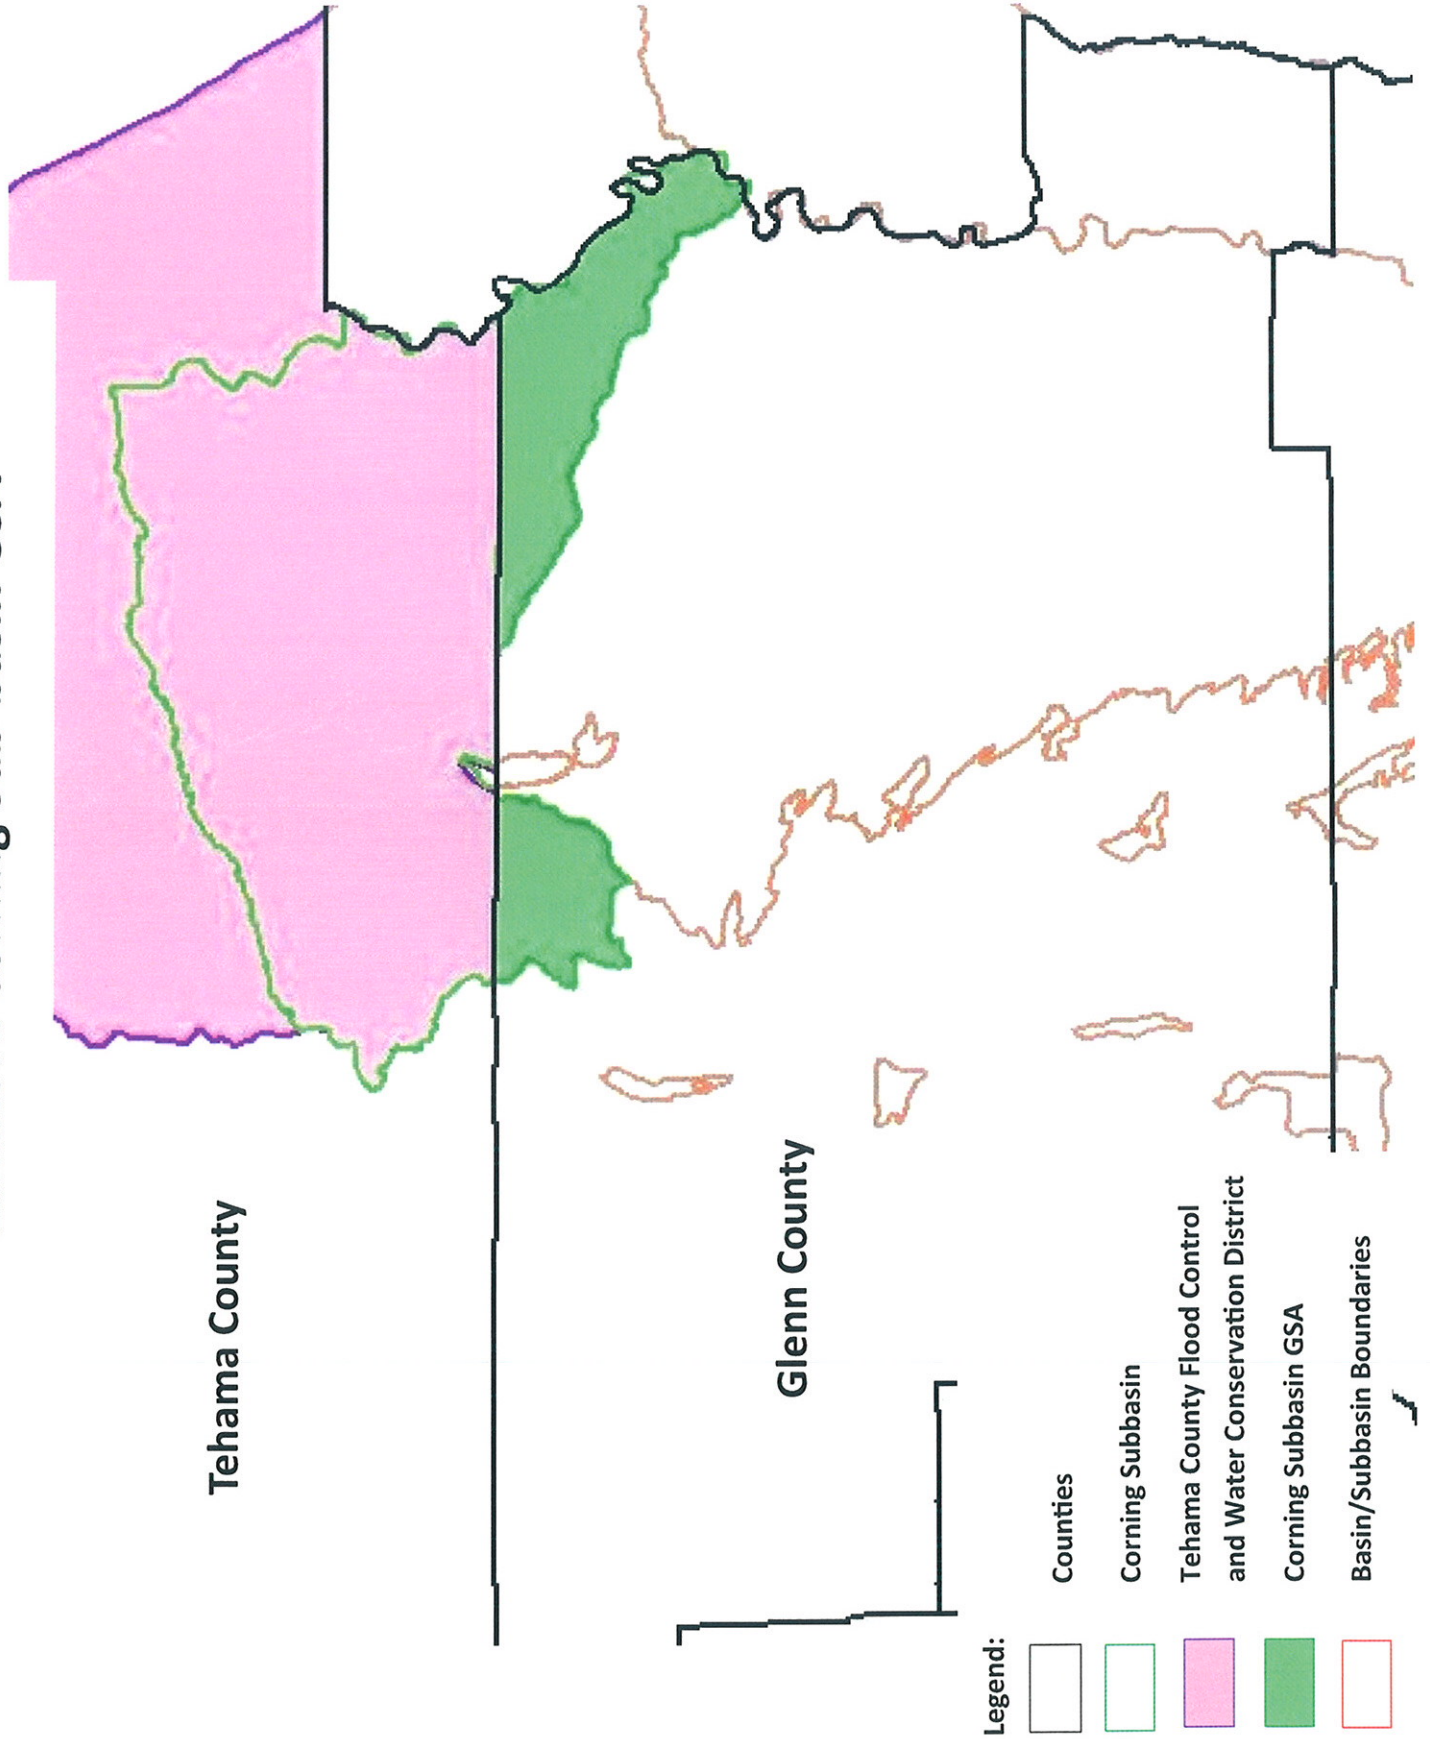 Tehama County
Glenn County
Legend:
Counties
Corning Subbasin
Tehama County Flood Control
and Water Conservation District
Corning Subbasin GSA
Basin/Subbasin Boundaries